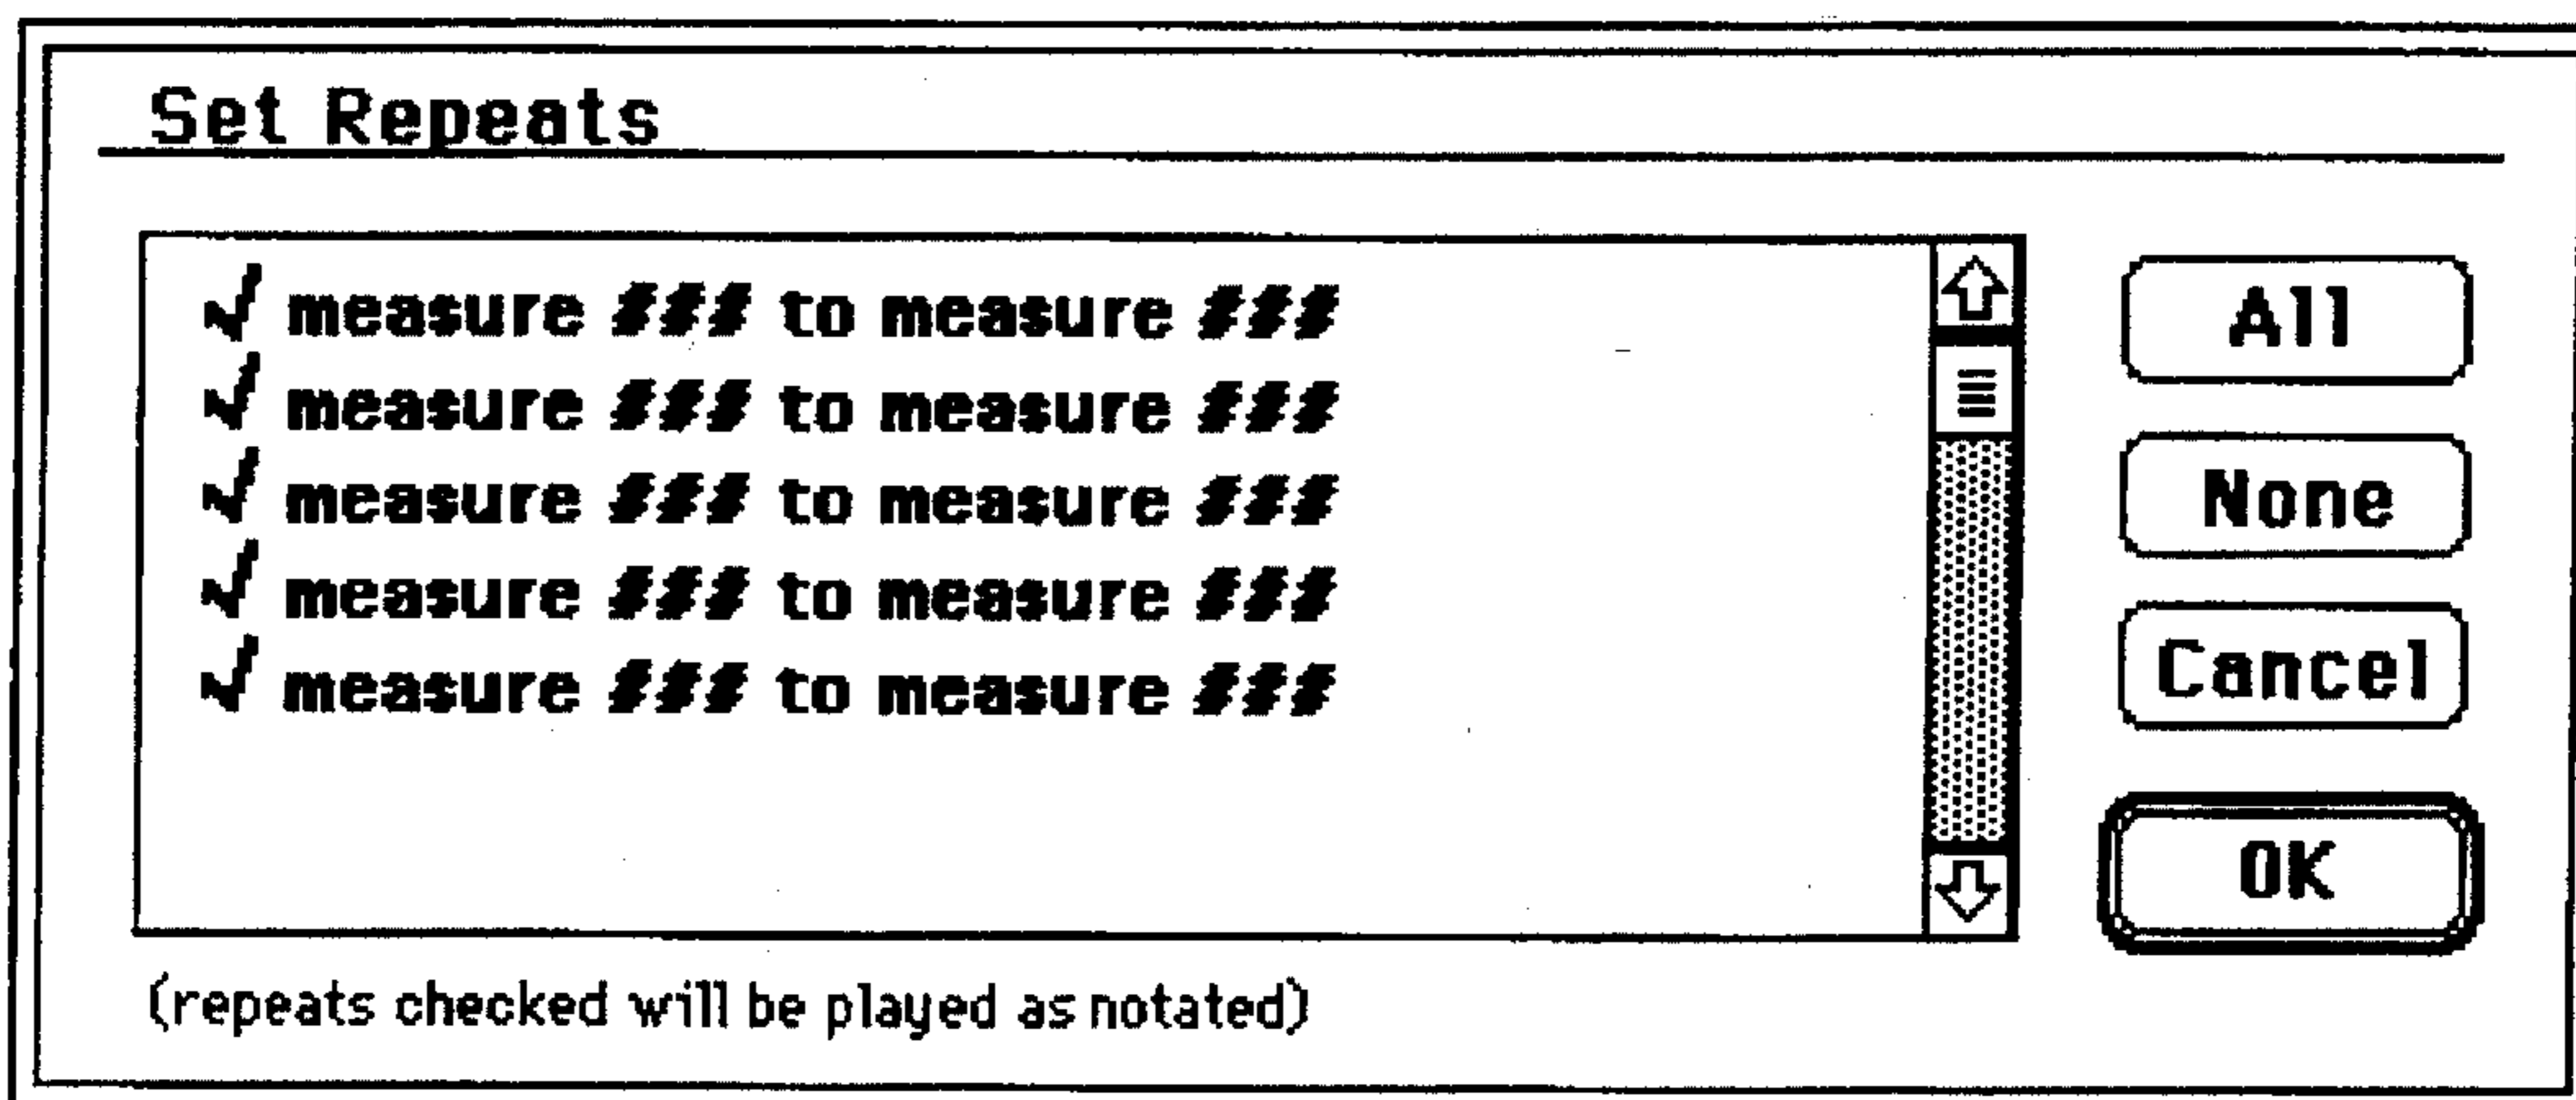 Set Repeats
√ measure ### to measure ###
√ measure ### to measure ###
√ measure ### to measure ###
√ measure ### to measure ###
√ measure ### to measure ###
All
None
Cancel
OK
(repeats checked will be played as notated)